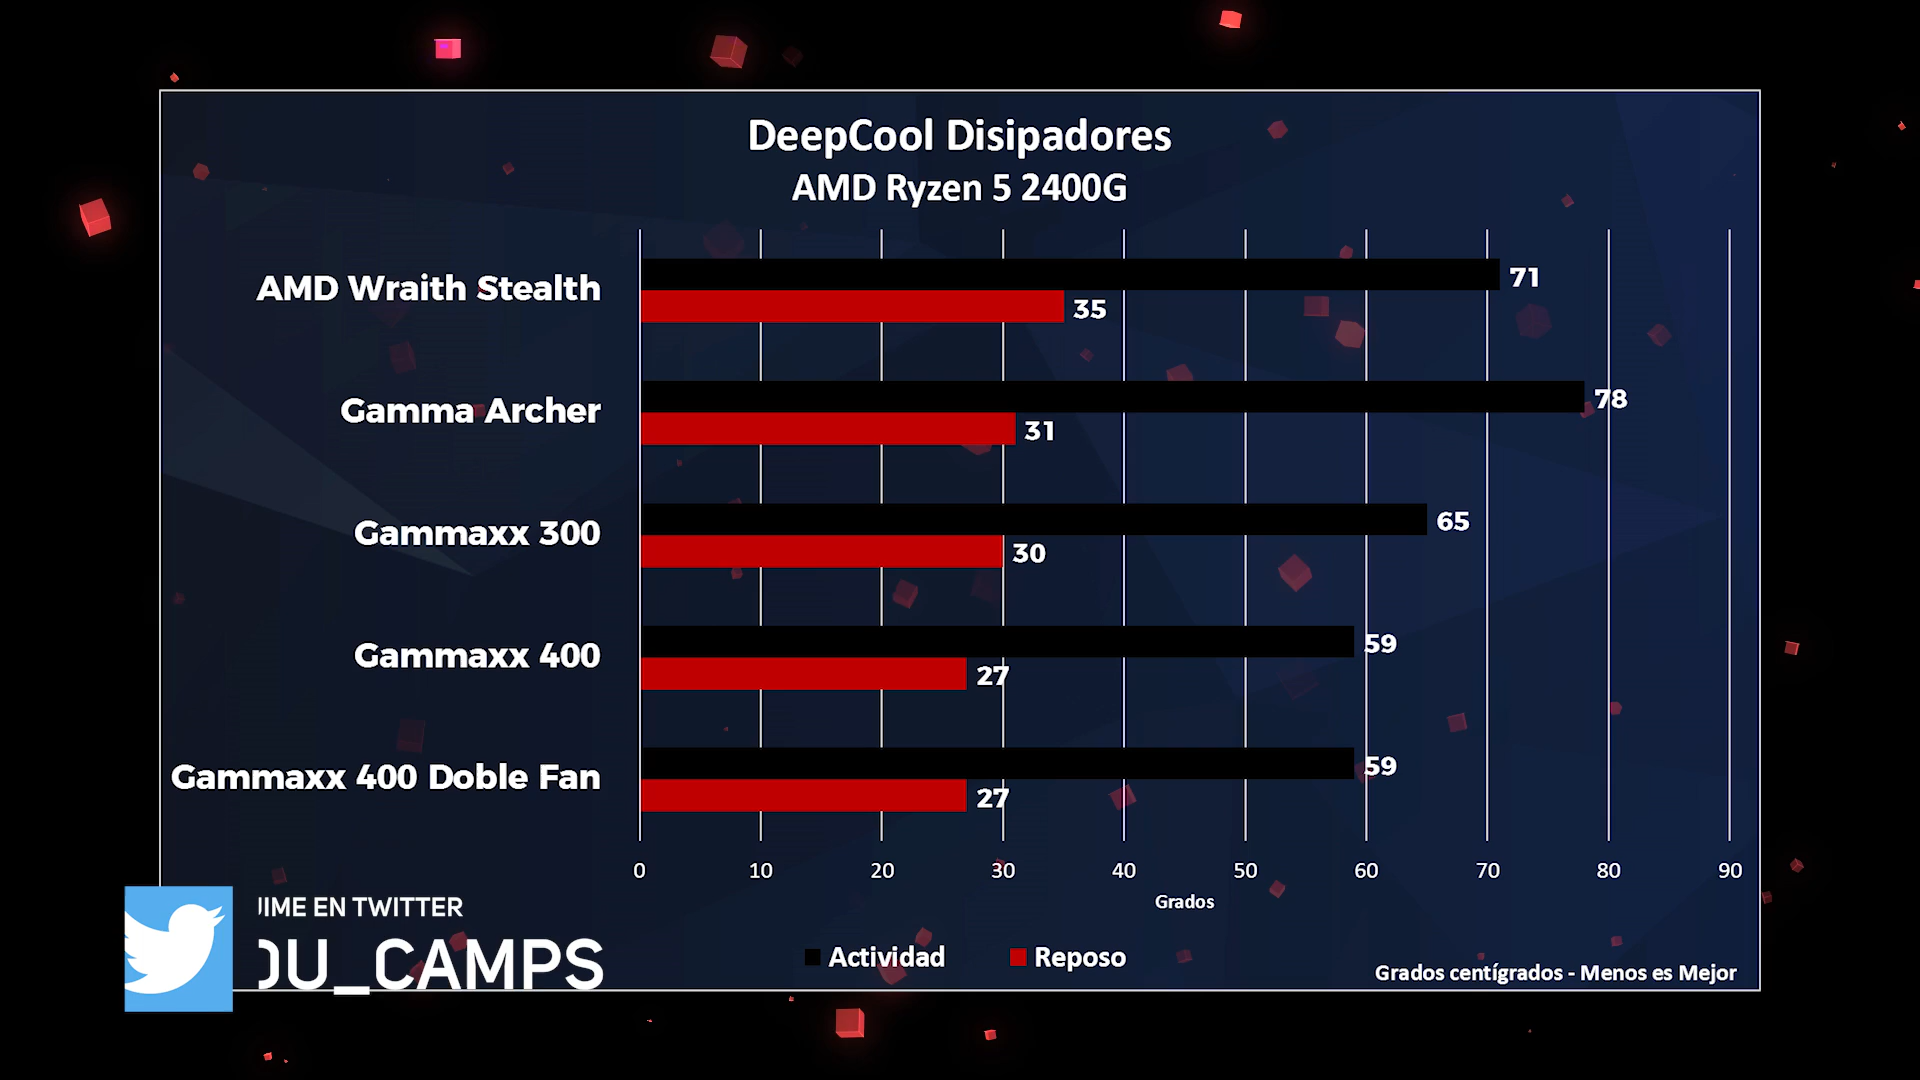 DeepCool Disipadores
AMD Ryzen 5 2400G
AMD Wraith Stealth
71
35
Gamma Archer
78
31
Gammaxx 300
65
30
Gammaxx 400
59
27
Gammaxx 400 Doble Fan
59
27
0 10 20 30 40 50 60 70 80 90
Grados
Actividad Reposo
Grados centígrados - Menos es Mejor
EN TWITTER
_CAMPS